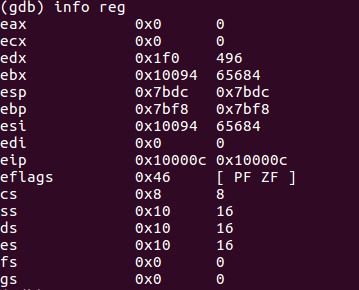 (gdb) info reg
eax 0x0 0
ecx 0x0 0
edx 0x1f0 496
ebx 0x10094 65684
esp 0x7bdc 0x7bdc
ebp 0x7bf8 0x7bf8
esi 0x10094 65684
edi 0x0 0
eip 0x10000c 0x10000c
eflags 0x46 [ PF ZF ]
cs 0x8 8
ss 0x10 16
ds 0x10 16
es 0x10 16
fs 0x0 0
gs 0x0 0